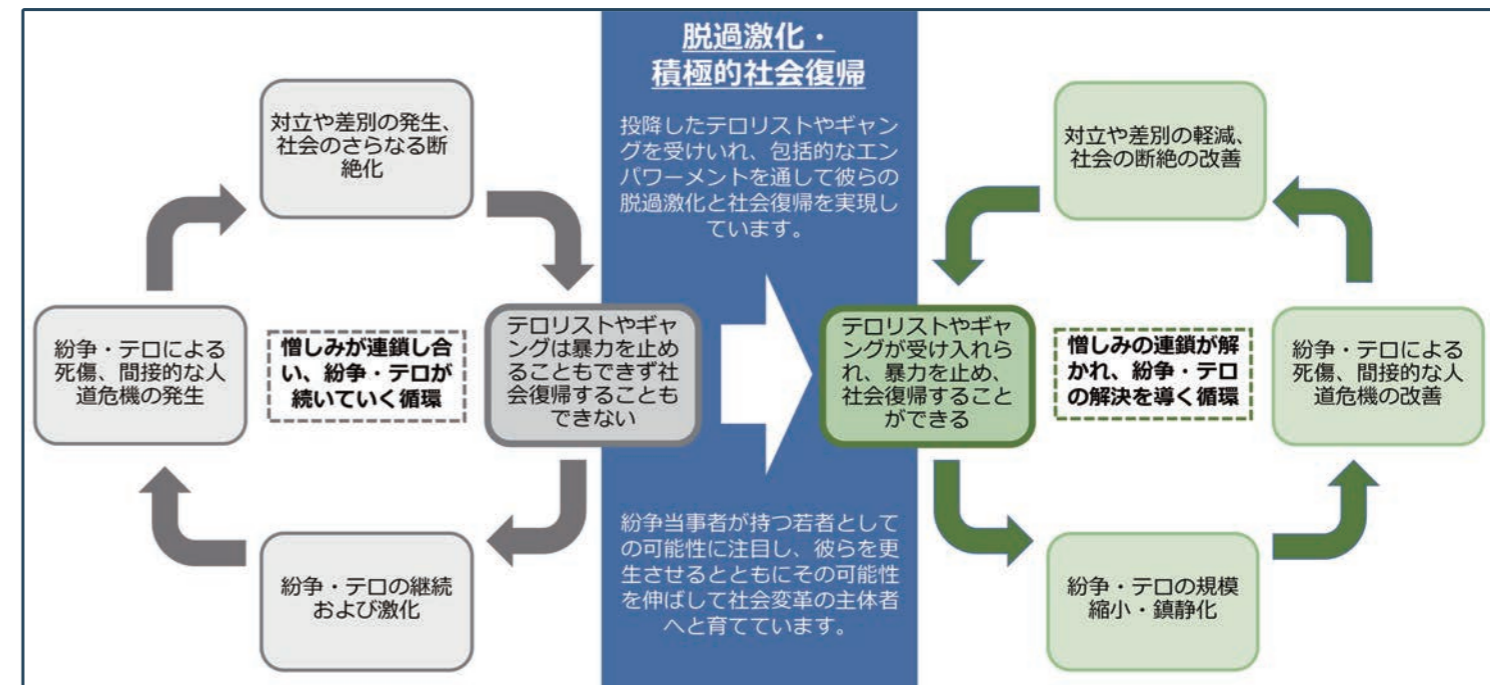 脱過激化・
積極的社会復帰
投降したテロリストやギャン
グを受けいれ、包括的なエン
パワーメントを通して彼らの
脱過激化と社会復帰を実現し
ています。
紛争当事者が持つ若者として
の可能性に注目し、彼らを更
生させるとともにその可能性
を伸ばして社会変革の主体者
へと育てています。
対立や差別の発生、
社会のさらなる断
絶化
テロリストやギャ
ングは暴力を止め
ることもできず社
会復帰することも
できない
紛争・テロの継続
および激化
紛争・テロによる
死傷、間接的な人
道危機の発生
憎しみが連鎖し合
い、紛争・テロが
続いていく循環
対立や差別の軽減、
社会の断絶の改善
テロリストやギャ
ングが受け入れら
れ、暴力を止め、
社会復帰すること
ができる
紛争・テロの規模
縮小・鎮静化
紛争・テロによる
死傷、間接的な人
道危機の改善
憎しみの連鎖が解
かれ、紛争・テロ
の解決を導く循環